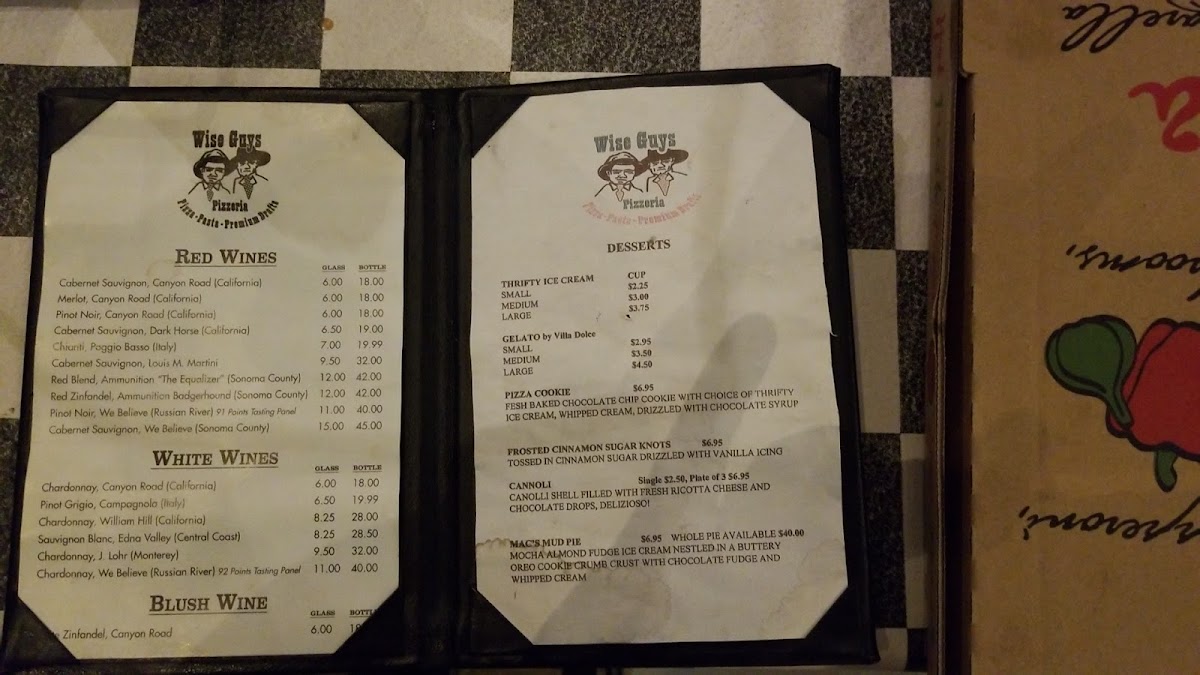 Wise Guys
Pizzeria
Pizza - Pasta - Premium Drafts
RED WINES
GLASS BOTTLE
Cabernet Sauvignon, Canyon Road (California) 6.00 18.00
Merlot, Canyon Road (California) 6.00 18.00
Pinot Noir, Canyon Road (California) 6.00 18.00
Cabernet Sauvignon, Dark Horse (California) 6.50 19.00
Chianti, Poggio Basso (Italy) 7.00 19.99
Cabernet Sauvignon, Louis M. Martini 9.50 32.00
Red Blend, Ammunition "The Equalizer" (Sonoma County) 12.00 42.00
Red Zinfandel, Ammunition Badgerhound (Sonoma County) 12.00 42.00
Pinot Noir, We Believe (Russian River) 91 Points Tasting Panel 11.00 40.00
Cabernet Sauvignon, We Believe (Sonoma County) 15.00 45.00
WHITE WINES
GLASS BOTTLE
Chardonnay, Canyon Road (California) 6.00 18.00
Pinot Grigio, Campagnola (Italy) 6.50 19.99
Chardonnay, William Hill (California) 8.25 28.00
Sauvignon Blanc, Edna Valley (Central Coast) 8.25 28.50
Chardonnay, J. Lohr (Monterey) 9.50 32.00
Chardonnay, We Believe (Russian River) 92 Points Tasting Panel 11.00 40.00
BLUSH WINE
GLASS BOTTL
Zinfandel, Canyon Road 6.00
Wise Guys
Pizzeria
Pizza - Pasta - Premium Drafts
DESSERTS
THRIFTY ICE CREAM CUP
SMALL $2.25
MEDIUM $3.00
LARGE $3.75
GELATO by Villa Dolce
SMALL $2.95
MEDIUM $3.50
LARGE $4.50
PIZZA COOKIE $6.95
FESH BAKED CHOCOLATE CHIP COOKIE WITH CHOICE OF THRIFTY
ICE CREAM, WHIPPED CREAM, DRIZZLED WITH CHOCOLATE SYRUP
FROSTED CINNAMON SUGAR KNOTS $6.95
TOSSED IN CINNAMON SUGAR DRIZZLED WITH VANILLA ICING
CANNOLI Single $2.50, Plate of 3 $6.95
CANOLLI SHELL FILLED WITH FRESH RICOTTA CHEESE AND
CHOCOLATE DROPS, DELIZIOSO!
MAC'S MUD PIE $6.95 WHOLE PIE AVAILABLE $40.00
MOCHA ALMOND FUDGE ICE CREAM NESTLED IN A BUTTERY
OREO COOKIE CRUMB CRUST WITH CHOCOLATE FUDGE AND
WHIPPED CREAM